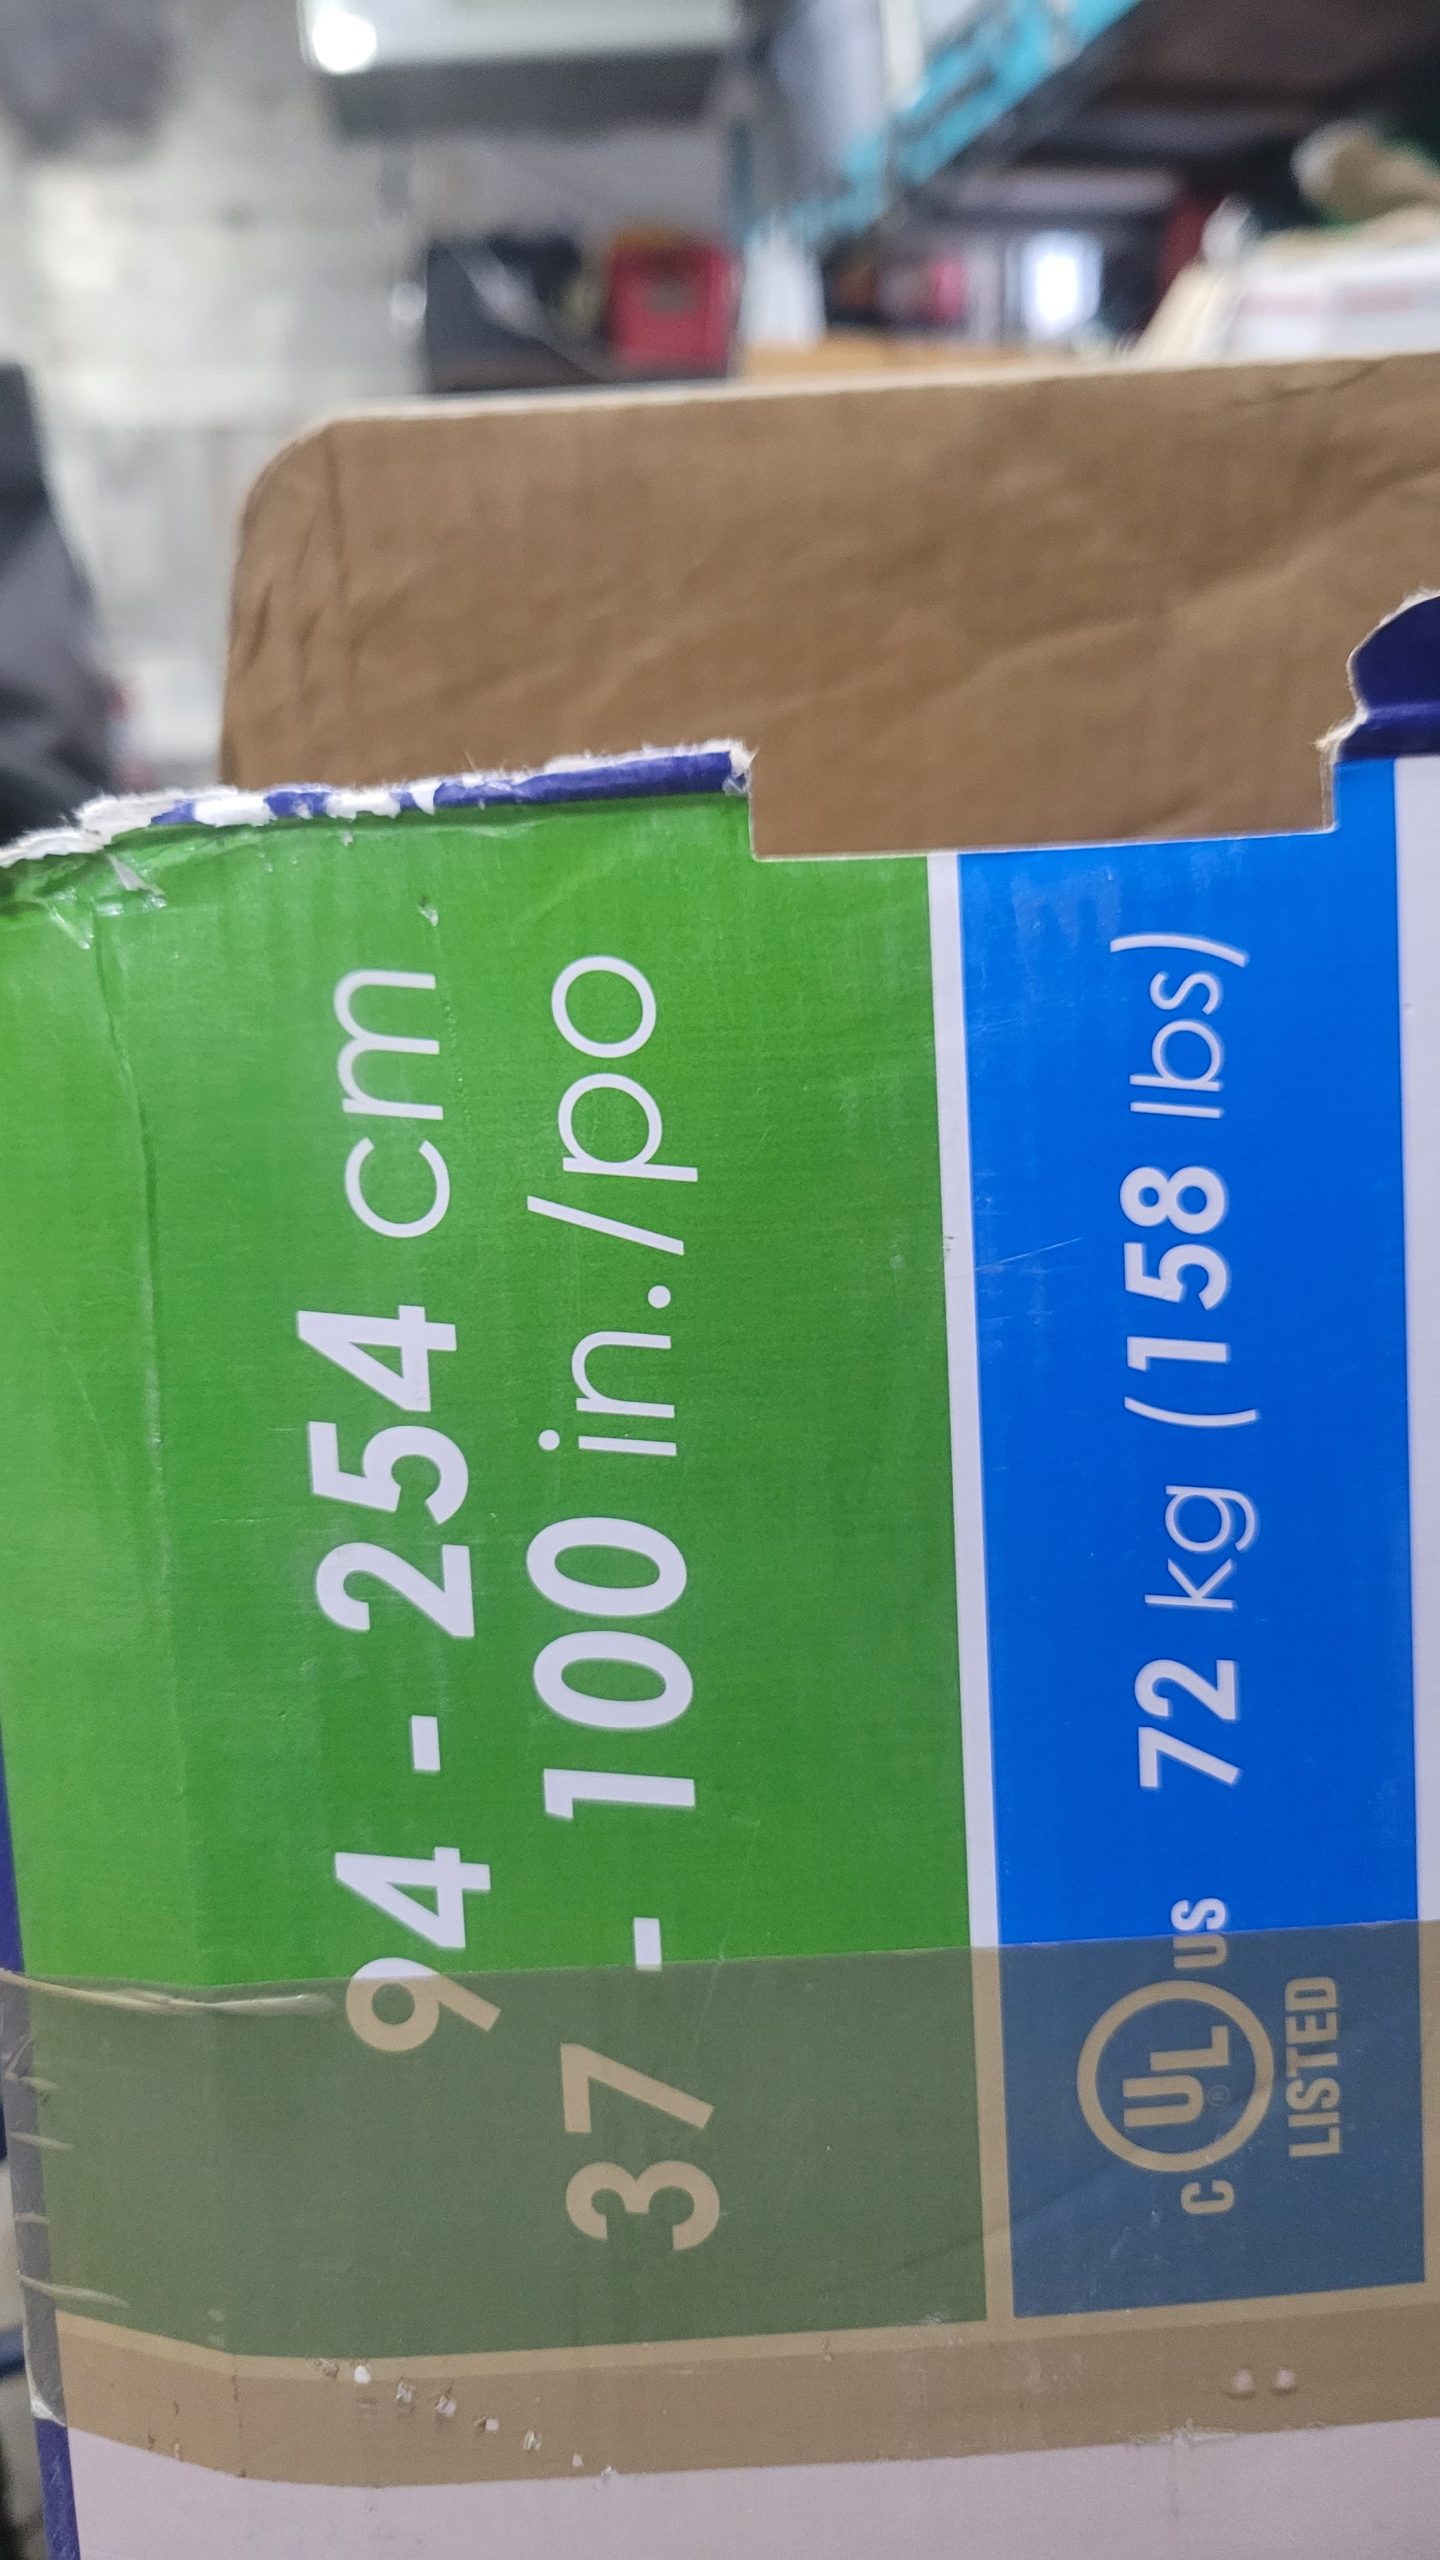 94 - 254 cm
37 - 100 in./po
c UL® us 72 kg (158 lbs)
LISTED